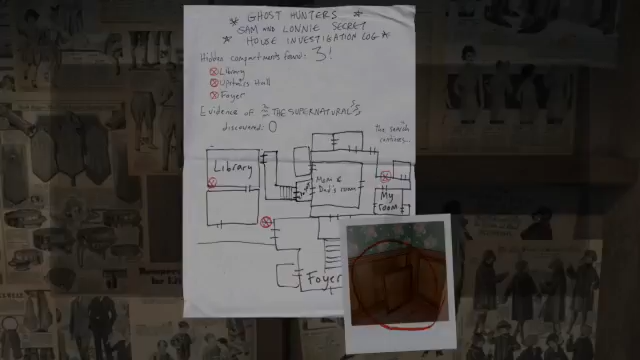 * GHOST HUNTERS *
SAM AND LONNIE SECRET
* HOUSE INVESTIGATION LOG *
Hidden compartments found: 3!
Library
Upstairs Hall
Foyer
Evidence of THE SUPERNATURAL
discovered: 0
The search
continues...
Library
Mom &
Dad's room
My
room
Foyer